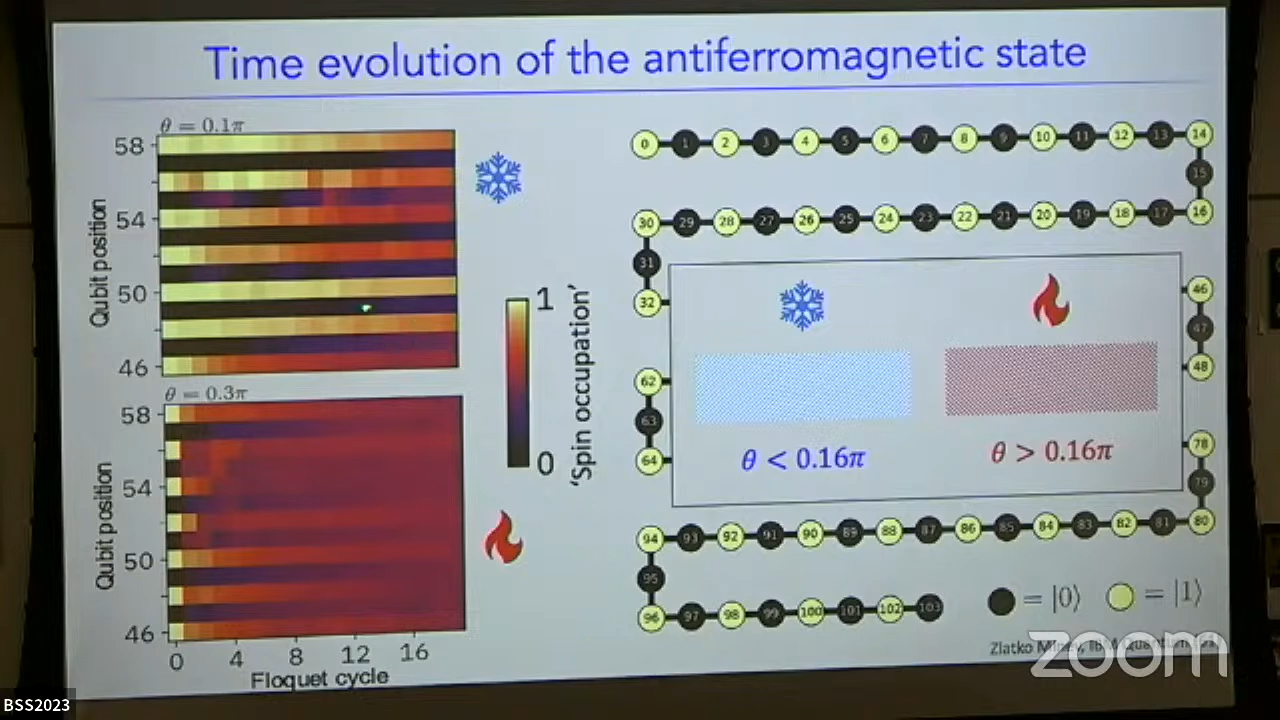 Time evolution of the antiferromagnetic state
θ = 0.1π
58
54
50
46
Qubit position
θ = 0.3π
58
54
50
46
Qubit position
0 4 8 12 16
Floquet cycle
1
0
'Spin occupation'
0 1 2 3 4 5 6 7 8 9 10 11 12 13 14
15
30 29 28 27 26 25 24 23 22 21 20 19 18 17 16
31
32
46
47
48
62
63
64
78
79
θ < 0.16π
θ > 0.16π
94 93 92 91 90 89 88 87 86 85 84 83 82 81 80
95
96 97 98 99 100 101 102 103
= |0⟩ = |1⟩
Zlatko Minev, IBM Quantum
zoom
BSS2023